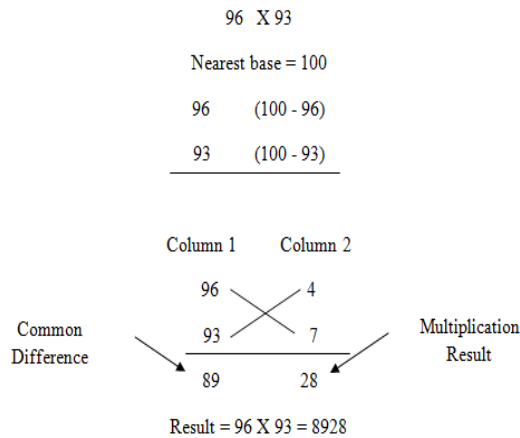 96 X 93
Nearest base = 100
96 (100 - 96)
93 (100 - 93)
Column 1 Column 2
96 4
93 7
Common
Difference
Multiplication
Result
89 28
Result = 96 X 93 = 8928